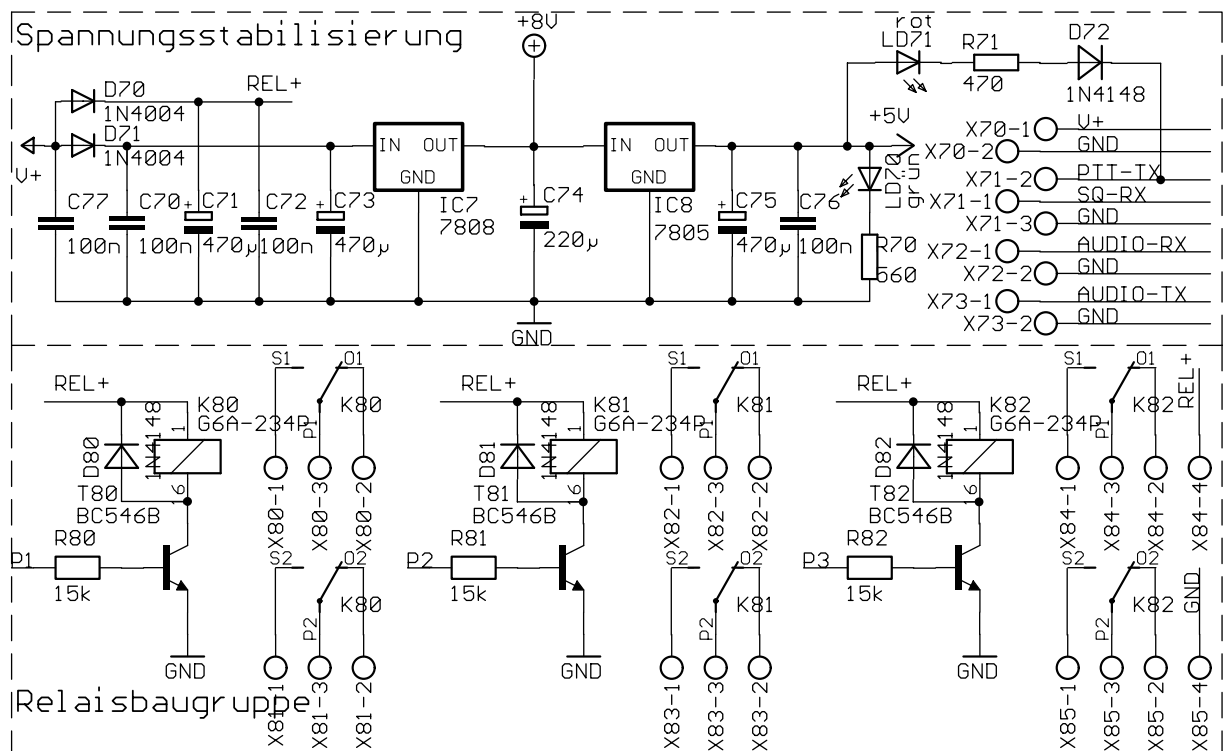 Spannungsstabilisierung
+8V
rot
LD71
R71
470
D72
1N4148
D70
1N4004
REL+
D71
1N4004
V+
IN OUT
GND
IC7
7808
IN OUT
GND
IC8
7805
+5V
LD70
grün
R70
560
C77
100n
C70
100n
C71
+
470µ
C72
100n
C73
+
470µ
C74
+
220µ
C75
+
470µ
C76
100n
GND
X70-1 V+
X70-2 GND
X71-2 PTT-TX
X71-1 SQ-RX
X71-3 GND
X72-1 AUDIO-RX
X72-2 GND
X73-1 AUDIO-TX
X73-2 GND
REL+
D80
1N4148
K80
G6A-234P
1
16
T80
BC546B
P1
R80
15k
GND
S1 O1
P1
K80
X80-1
X80-3
X80-2
S2 O2
P2
K80
X81-1
X81-3
X81-2
REL+
D81
1N4148
K81
G6A-234P
1
16
T81
BC546B
P2
R81
15k
GND
S1 O1
P1
K81
X82-1
X82-3
X82-2
S2 O2
P2
K81
X83-1
X83-3
X83-2
REL+
D82
1N4148
K82
G6A-234P
1
16
T82
BC546B
P3
R82
15k
GND
S1 O1
P1
K82
REL+
X84-1
X84-3
X84-2
X84-4
S2 O2
P2
K82
GND
X85-1
X85-3
X85-2
X85-4
Relaisbaugruppe